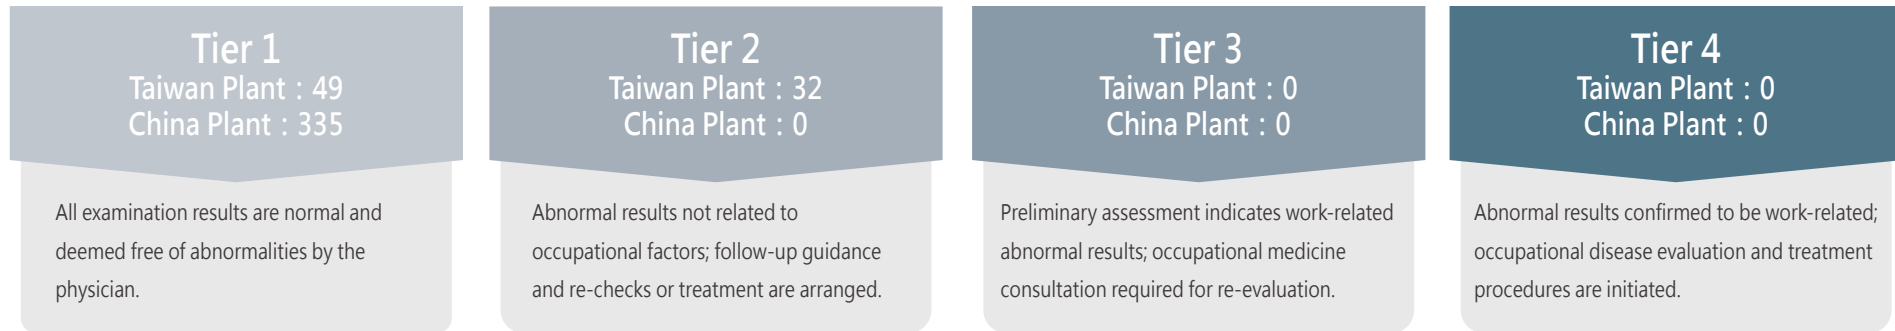 Tier 1
Taiwan Plant：49
China Plant：335
All examination results are normal and
deemed free of abnormalities by the
physician.
Tier 2
Taiwan Plant：32
China Plant：0
Abnormal results not related to
occupational factors; follow-up guidance
and re-checks or treatment are arranged.
Tier 3
Taiwan Plant：0
China Plant：0
Preliminary assessment indicates work-related
abnormal results; occupational medicine
consultation required for re-evaluation.
Tier 4
Taiwan Plant：0
China Plant：0
Abnormal results confirmed to be work-related;
occupational disease evaluation and treatment
procedures are initiated.